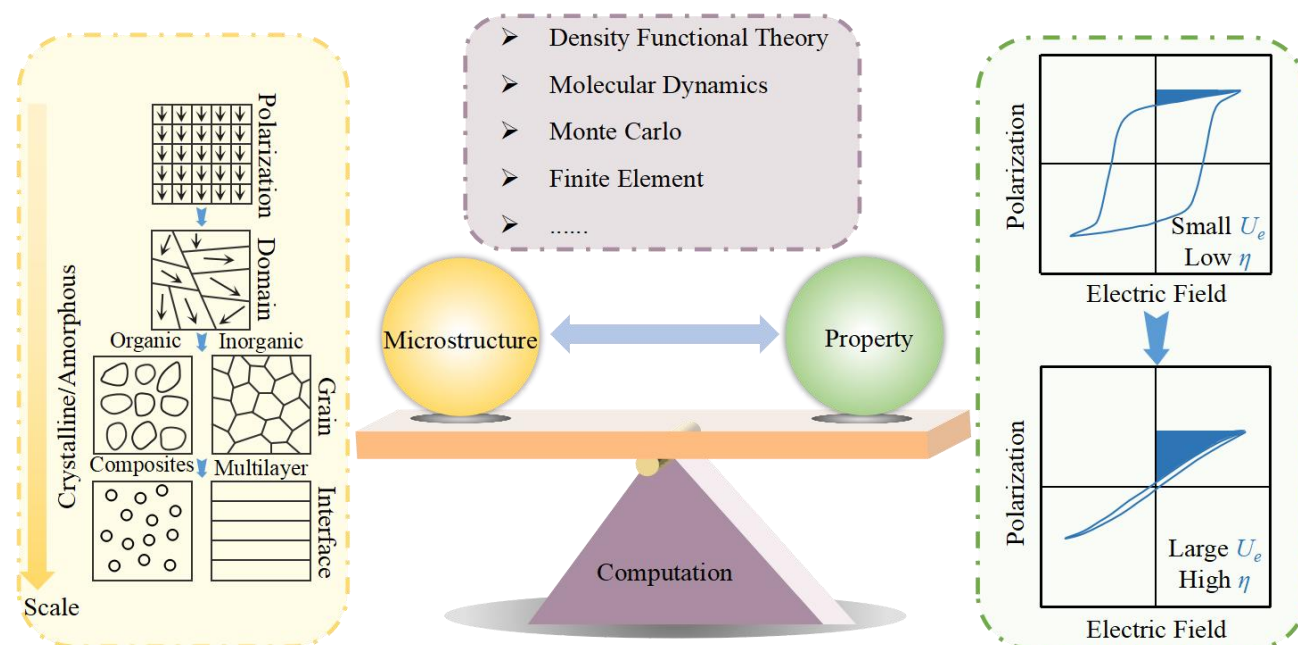 Crystalline/Amorphous
Scale
Polarization
Domain
Organic
Inorganic
Grain
Composites
Multilayer
Interface
➤ Density Functional Theory
➤ Molecular Dynamics
➤ Monte Carlo
➤ Finite Element
➤ ......
Microstructure
Property
Computation
Polarization
Small Uₑ
Low η
Electric Field
Polarization
Large Uₑ
High η
Electric Field